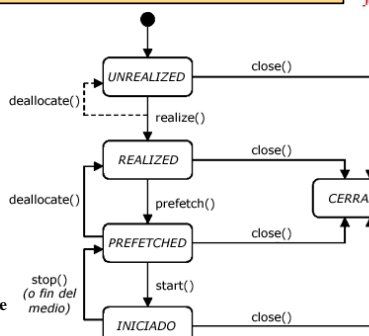 UNREALIZED
close()
deallocate()
realize()
REALIZED
close()
CERRA
deallocate()
prefetch()
PREFETCHED
close()
stop()
(o fin del
medio)
start()
e
INICIADO
close()